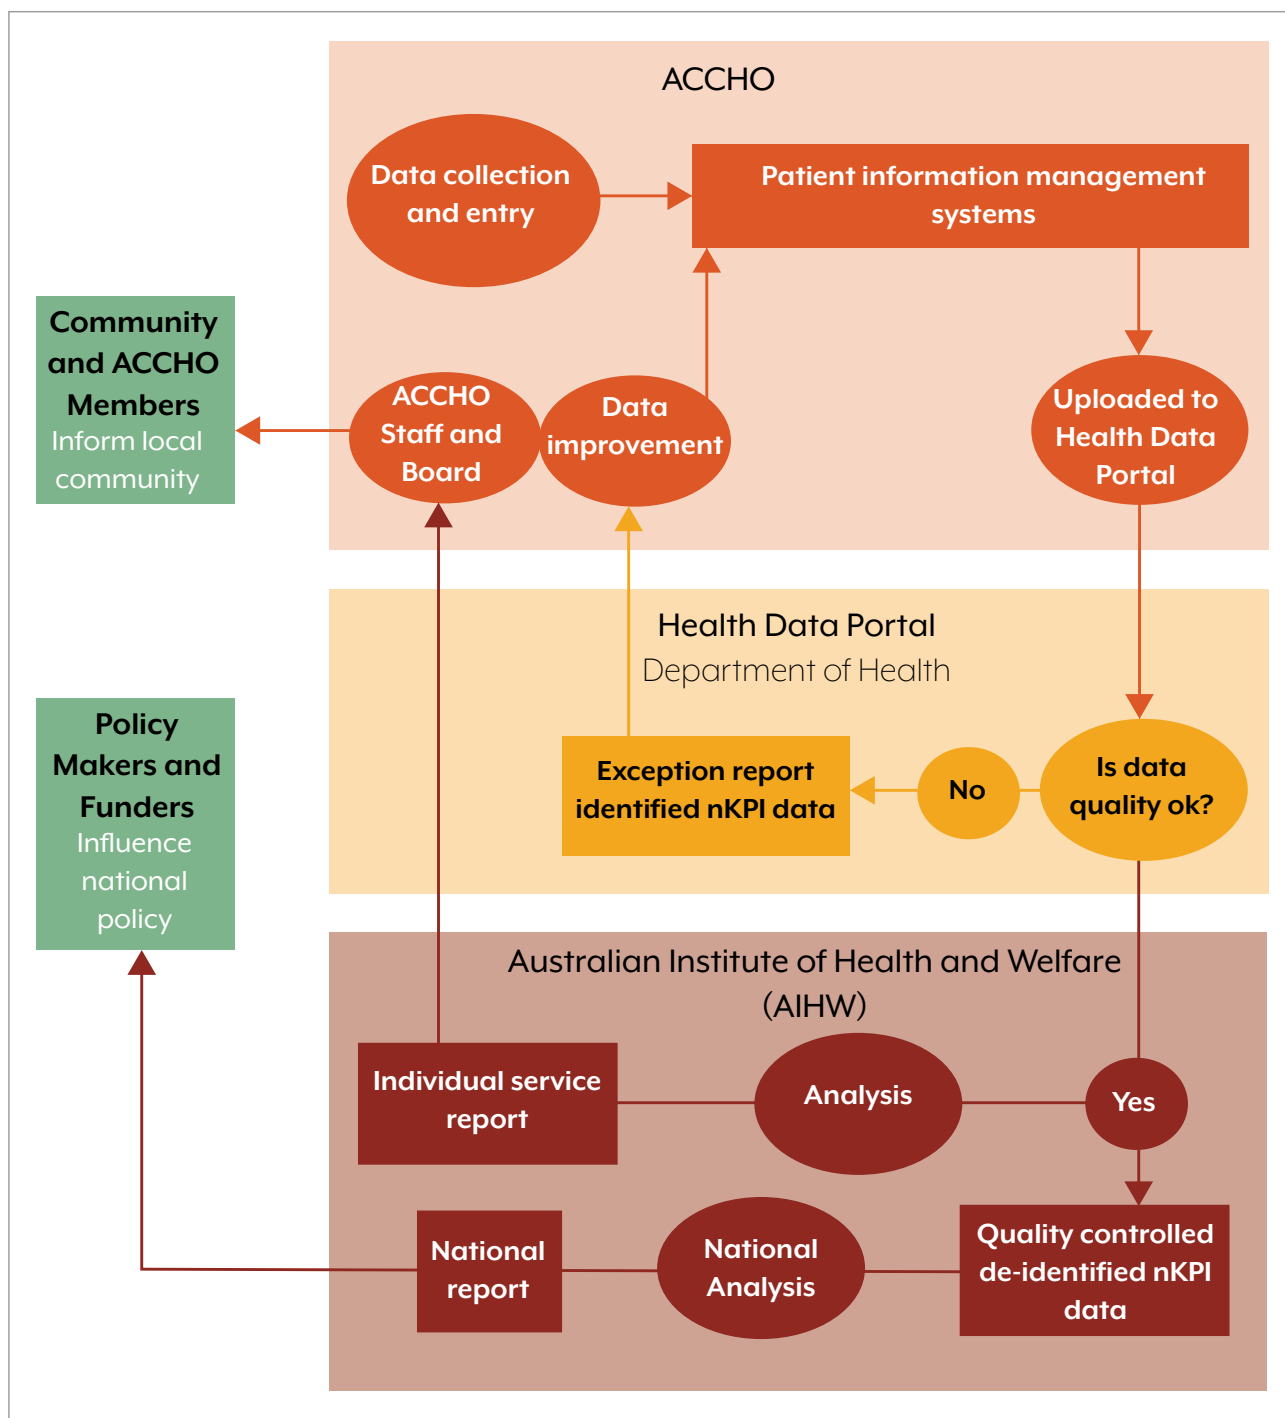 ACCHO
Data collection
and entry
Patient information management
systems
Community
and ACCHO
Members
Inform local
community
ACCHO
Staff and
Board
Data
improvement
Uploaded to
Health Data
Portal
Health Data Portal
Department of Health
Policy
Makers and
Funders
Influence
national
policy
Exception report
identified nKPI data
No
Is data
quality ok?
Australian Institute of Health and Welfare
(AIHW)
Individual service
report
Analysis
Yes
National
report
National
Analysis
Quality controlled
de-identified nKPI
data